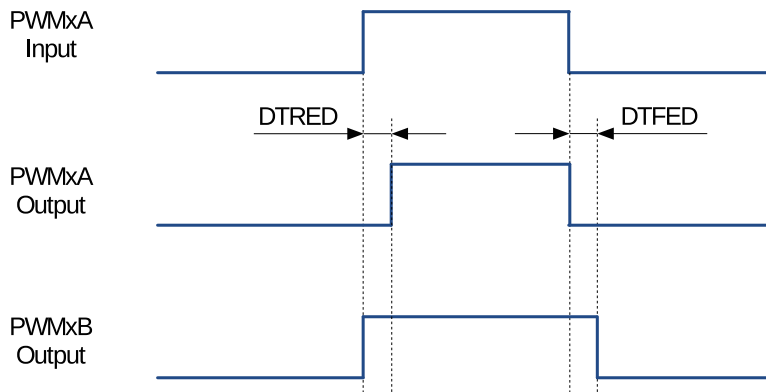 PWMxA
Input
DTRED
DTFED
PWMxA
Output
PWMxB
Output